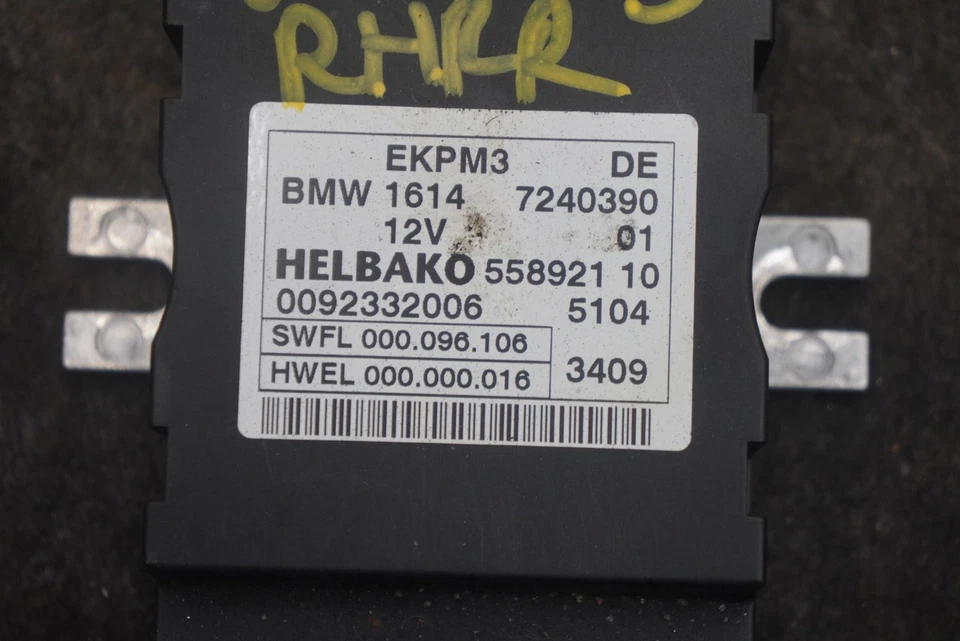 RHRR
EKPM3 DE
BMW 1614 7240390
12V 01
HELBAKO 558921 10
0092332006 5104
SWFL 000.096.106
HWEL 000.000.016 3409